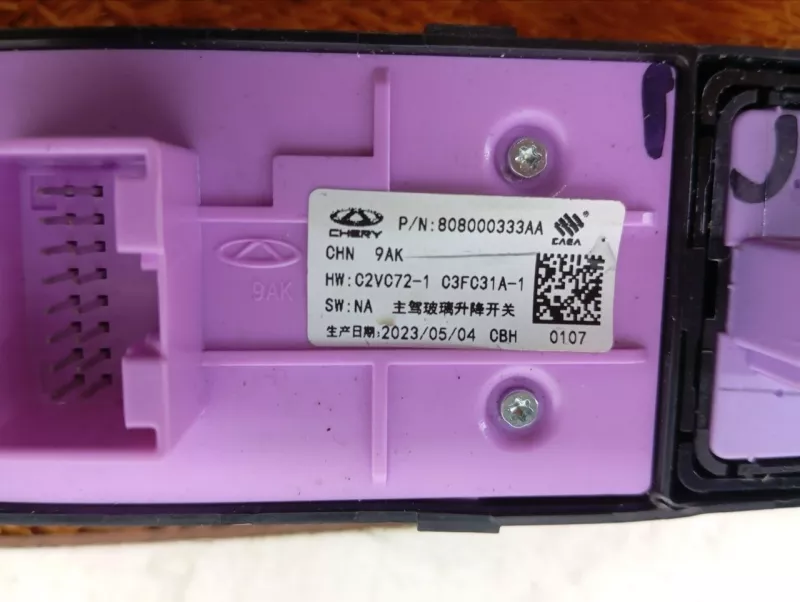 CHERY P/N:808000333AA CAEA
CHN 9AK
HW:C2VC72-1 C3FC31A-1
SW:NA 主驾玻璃升降开关
生产日期:2023/05/04 CBH 0107
9AK